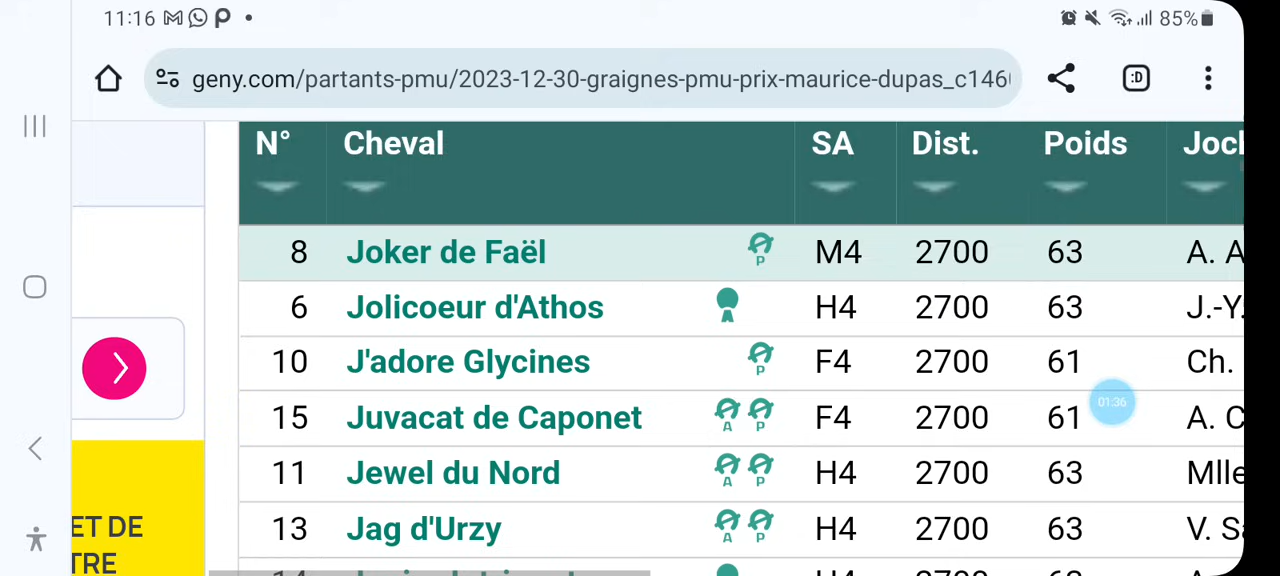 11:16 85%
geny.com/partants-pmu/2023-12-30-graignes-pmu-prix-maurice-dupas_c146
:D
N° Cheval SA Dist. Poids Joc
8 Joker de Faël P M4 2700 63 A. A
6 Jolicoeur d'Athos H4 2700 63 J.-Y.
10 J'adore Glycines P F4 2700 61 Ch.
15 Juvacat de Caponet A P F4 2700 61 A. C
01:36
11 Jewel du Nord A P H4 2700 63 Mlle
13 Jag d'Urzy A P H4 2700 63 V. S
ET DE
TRE